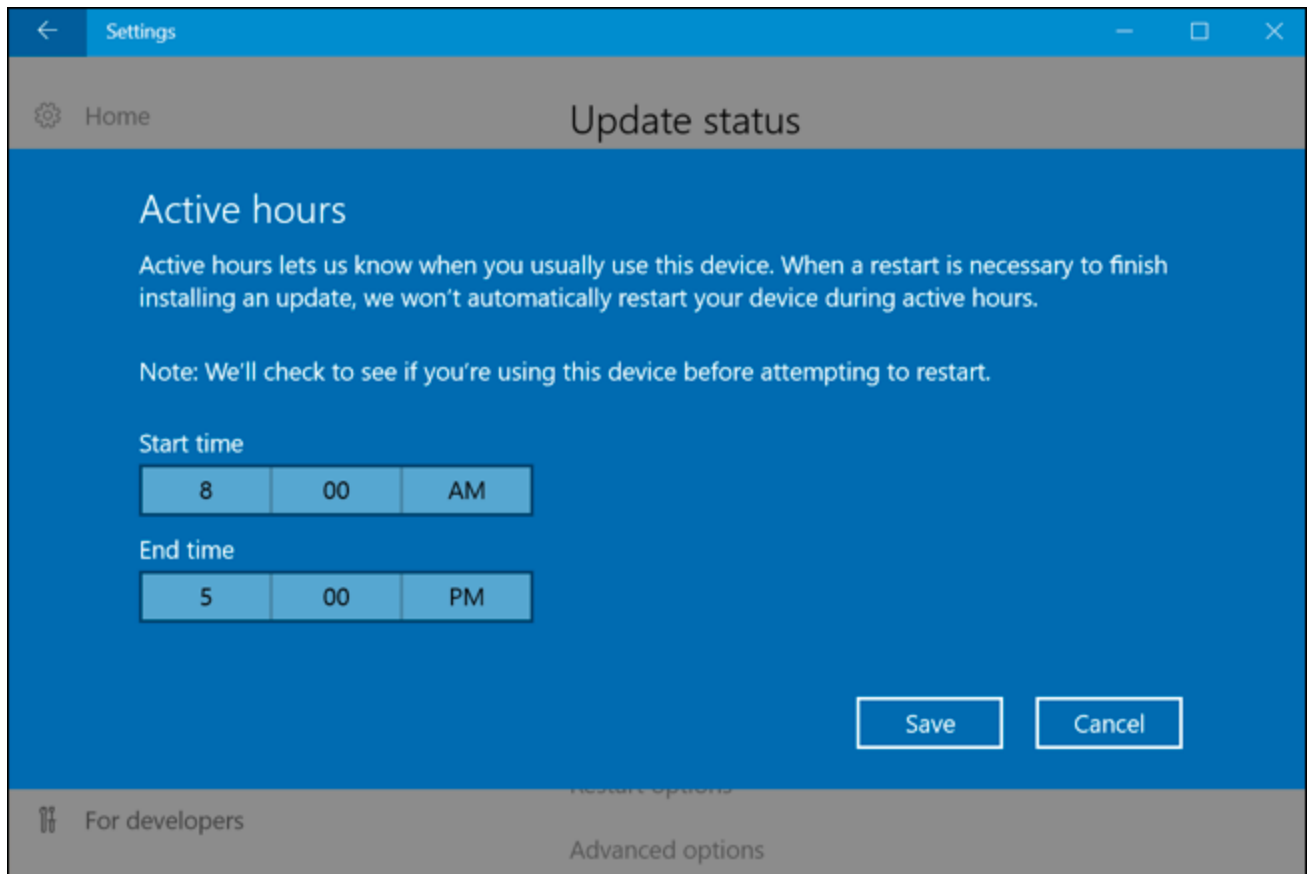 Settings
Home
Update status
Active hours
Active hours lets us know when you usually use this device. When a restart is necessary to finish
installing an update, we won't automatically restart your device during active hours.
Note: We'll check to see if you're using this device before attempting to restart.
Start time
8 00 AM
End time
5 00 PM
Save Cancel
Restart options
For developers
Advanced options